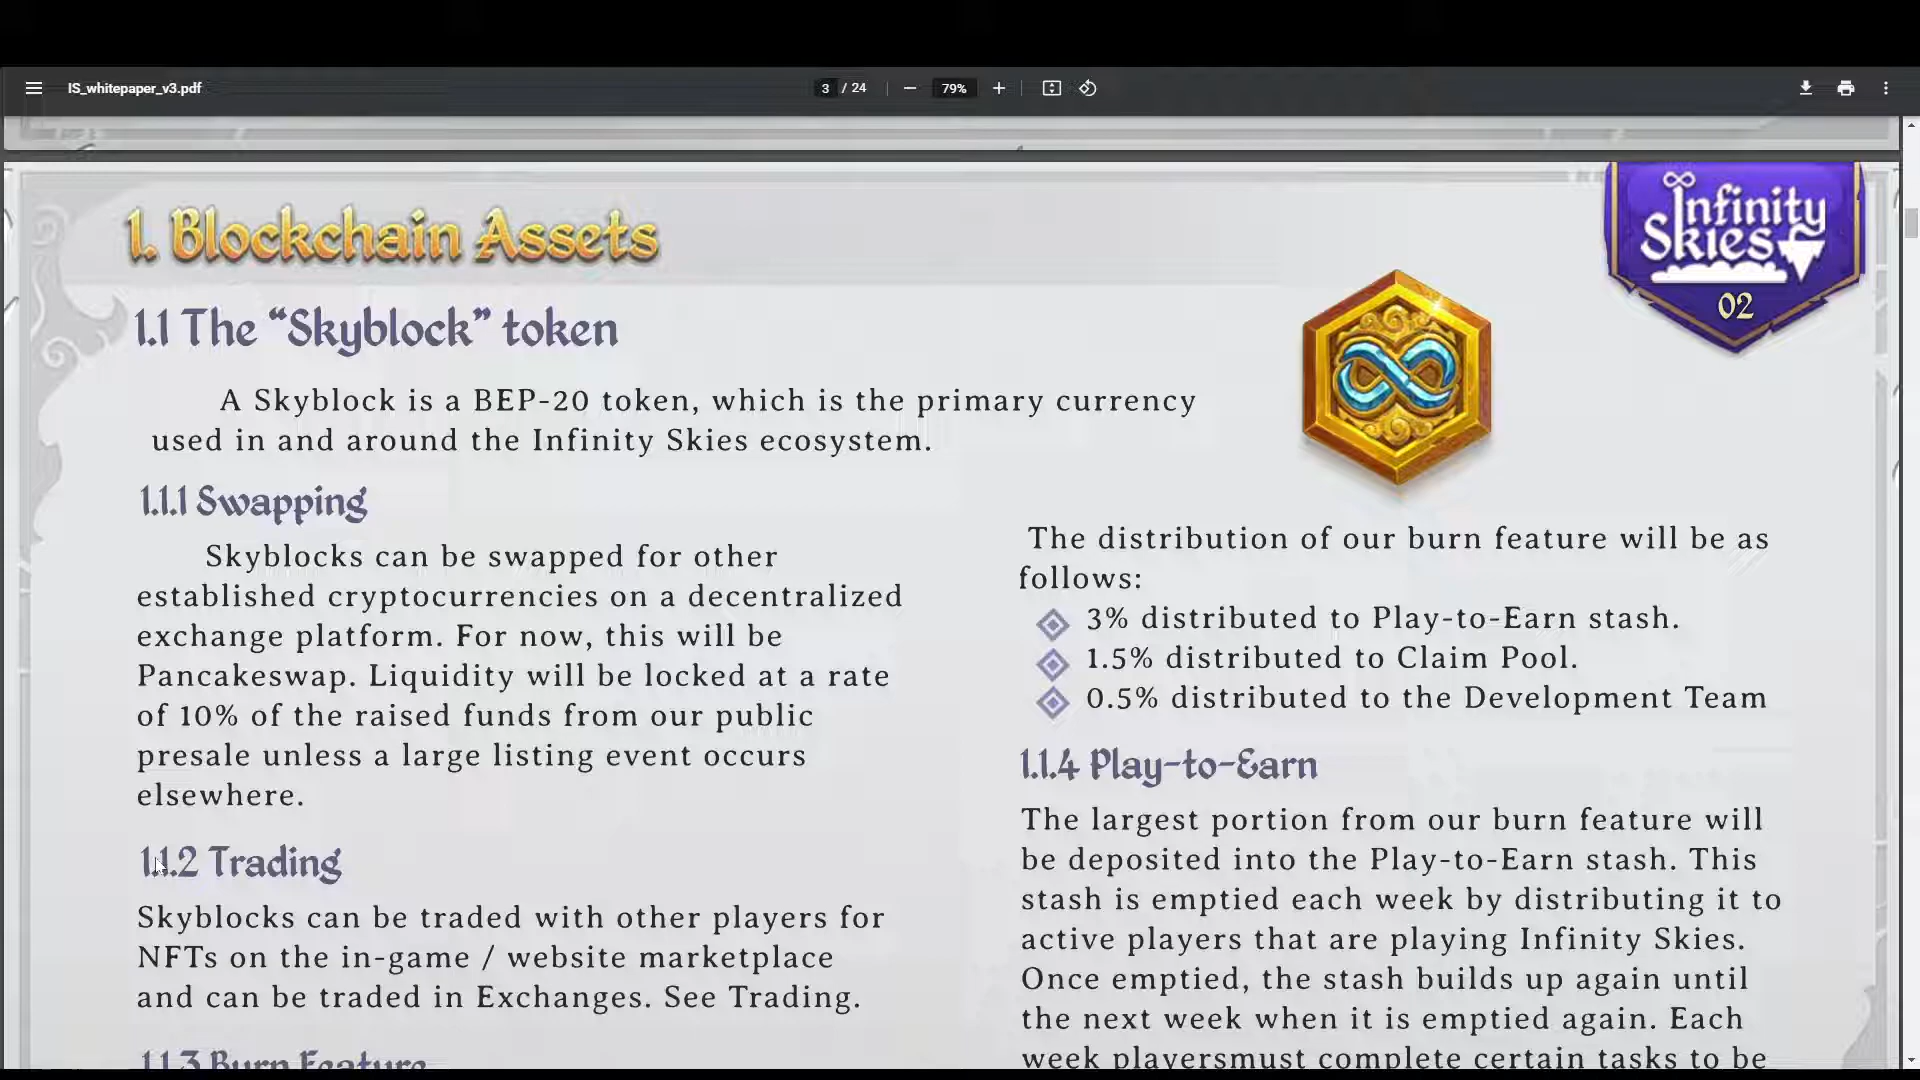 IS_whitepaper_v3.pdf
3 / 24
79%
Infinity
Skies
02
1. Blockchain Assets
1.1 The “Skyblock” token
A Skyblock is a BEP-20 token, which is the primary currency
used in and around the Infinity Skies ecosystem.
1.1.1 Swapping
Skyblocks can be swapped for other
established cryptocurrencies on a decentralized
exchange platform. For now, this will be
Pancakeswap. Liquidity will be locked at a rate
of 10% of the raised funds from our public
presale unless a large listing event occurs
elsewhere.
1.1.2 Trading
Skyblocks can be traded with other players for
NFTs on the in-game / website marketplace
and can be traded in Exchanges. See Trading.
1.1.3 Burn Feature
The distribution of our burn feature will be as
follows:
3% distributed to Play-to-Earn stash.
1.5% distributed to Claim Pool.
0.5% distributed to the Development Team
1.1.4 Play-to-Earn
The largest portion from our burn feature will
be deposited into the Play-to-Earn stash. This
stash is emptied each week by distributing it to
active players that are playing Infinity Skies.
Once emptied, the stash builds up again until
the next week when it is emptied again. Each
week playersmust complete certain tasks to be